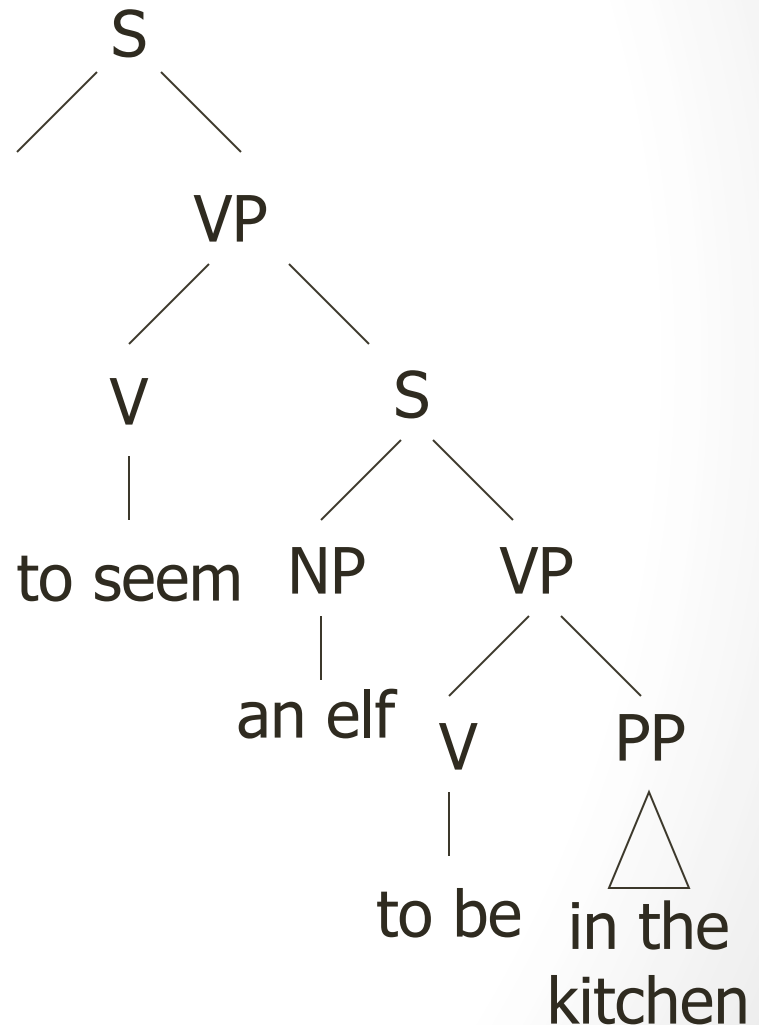 S
VP
V
S
to seem
NP
VP
an elf
V
PP
to be
in the
kitchen